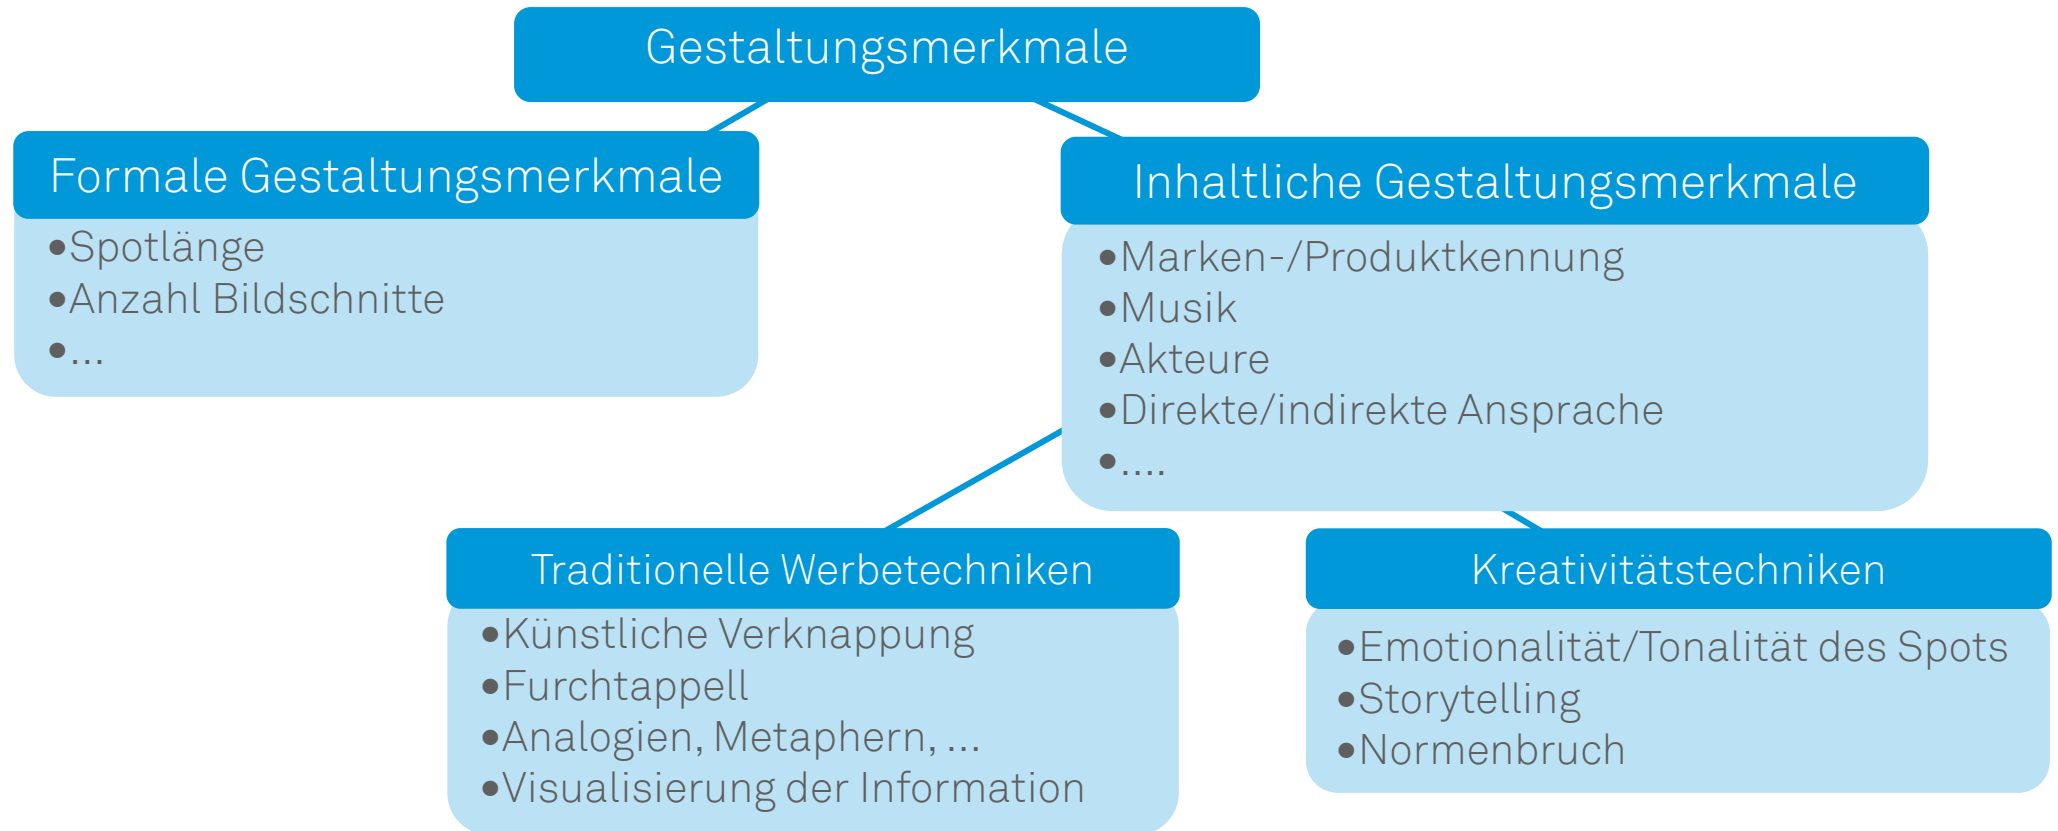 Gestaltungsmerkmale
Formale Gestaltungsmerkmale
•Spotlänge
•Anzahl Bildschnitte
•...
Inhaltliche Gestaltungsmerkmale
•Marken-/Produktkennung
•Musik
•Akteure
•Direkte/indirekte Ansprache
•....
Traditionelle Werbetechniken
•Künstliche Verknappung
•Furchtappell
•Analogien, Metaphern, ...
•Visualisierung der Information
Kreativitätstechniken
•Emotionalität/Tonalität des Spots
•Storytelling
•Normenbruch